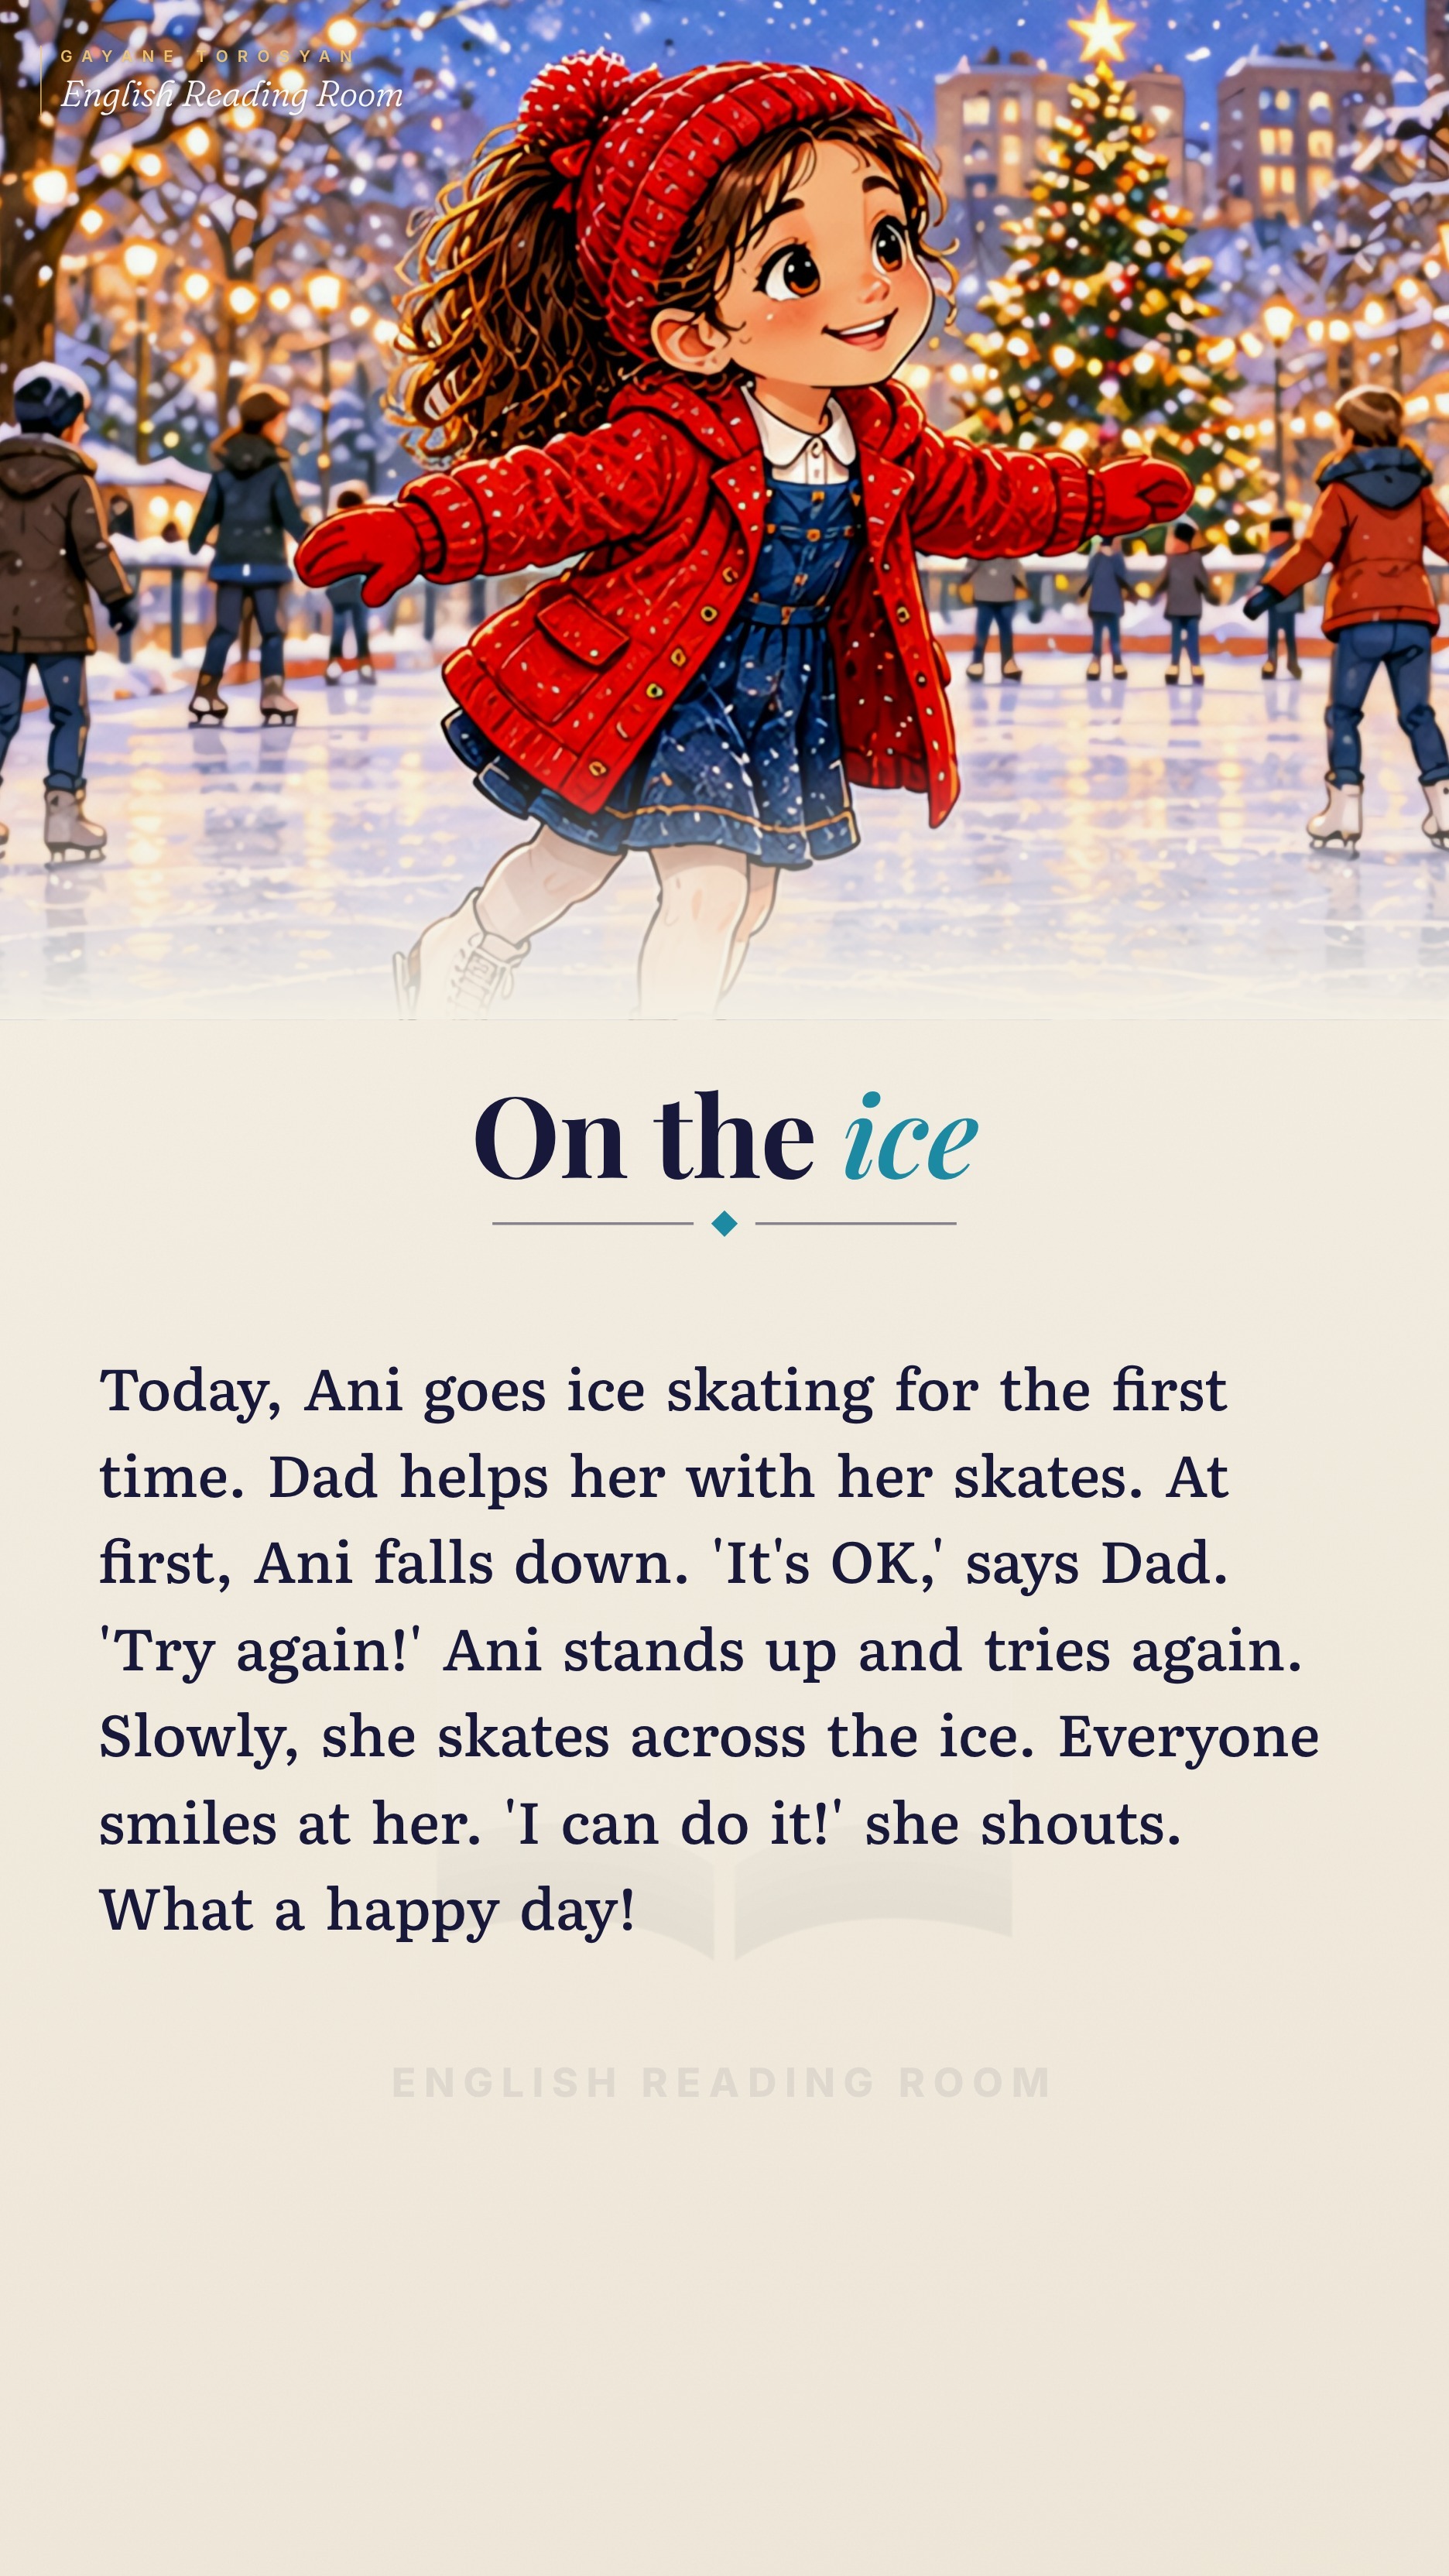 GAYANE TOROSYAN
English Reading Room
On the ice
Today, Ani goes ice skating for the first
time. Dad helps her with her skates. At
first, Ani falls down. 'It's OK,' says Dad.
'Try again!' Ani stands up and tries again.
Slowly, she skates across the ice. Everyone
smiles at her. 'I can do it!' she shouts.
What a happy day!
ENGLISH READING ROOM